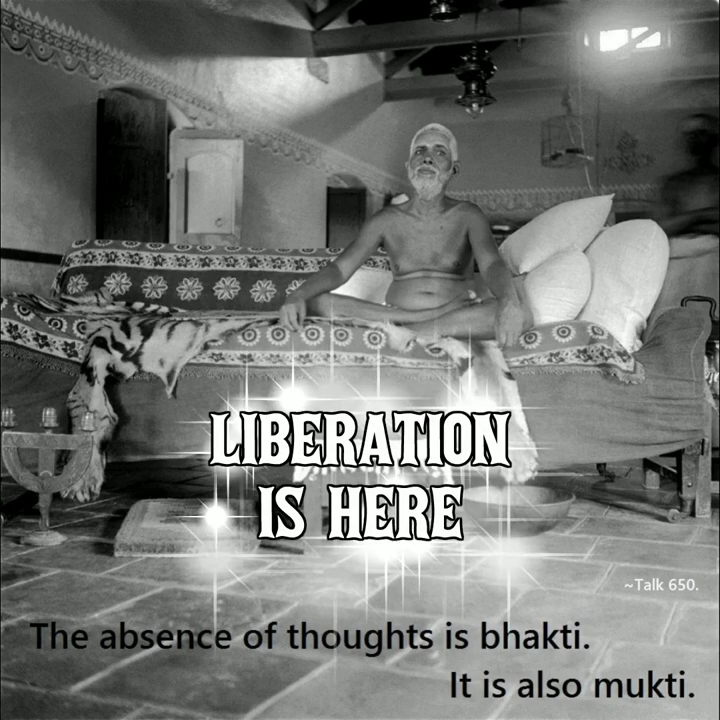 LIBERATION
IS HERE
~Talk 650.
The absence of thoughts is bhakti.
It is also mukti.